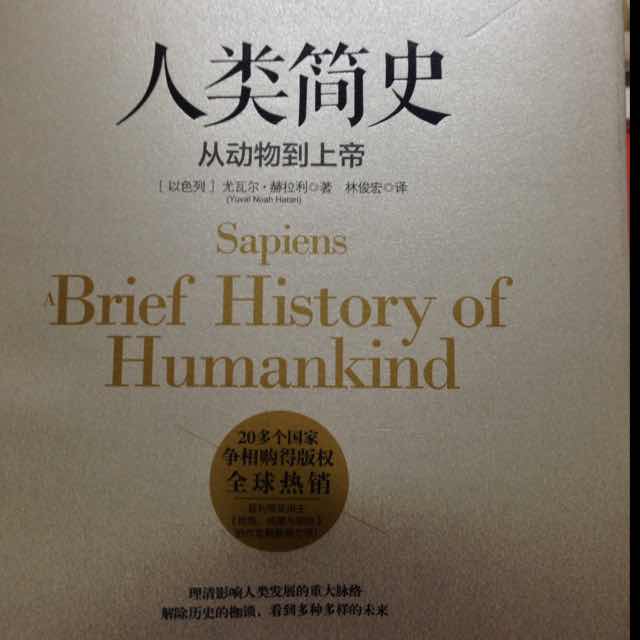 人类简史
从动物到上帝
[以色列] 尤瓦尔·赫拉利◎著 林俊宏◎译
(Yuval Noah Harari)
Sapiens
A Brief History of
Humankind
20多个国家
争相购得版权
全球热销
理清影响人类发展的重大脉络
解除历史的枷锁、看到多种多样的未来